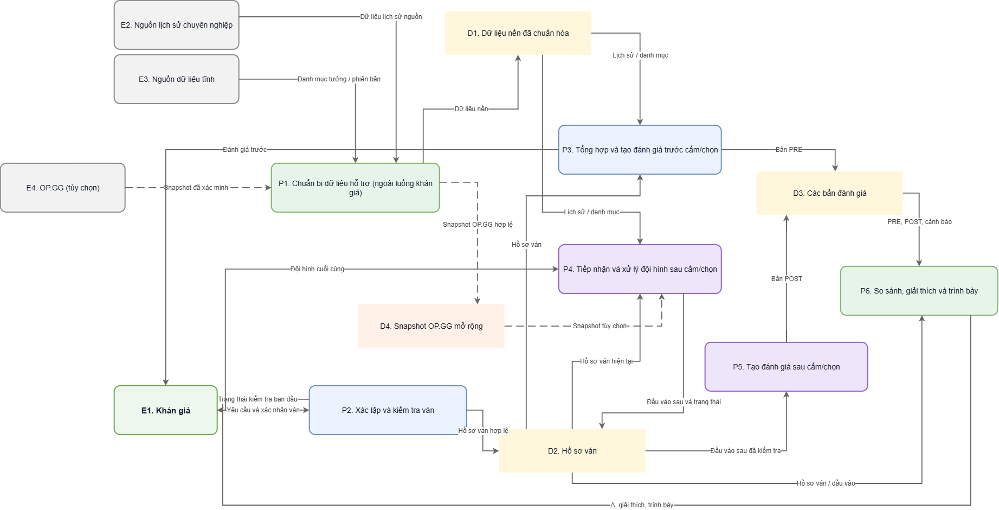 E2. Nguồn lịch sử chuyên nghiệp
Dữ liệu lịch sử nguồn
D1. Dữ liệu nền đã chuẩn hóa
Lịch sử / danh mục
E3. Nguồn dữ liệu tĩnh
Danh mục tướng / phiên bản
Dữ liệu nền
Đánh giá trước
P3. Tổng hợp và tạo đánh giá trước cấm/chọn
Bản PRE
E4. OP.GG (tùy chọn)
Snapshot đã xác minh
P1. Chuẩn bị dữ liệu hỗ trợ (ngoài luồng khán
giả)
D3. Các bản đánh giá
Lịch sử / danh mục
Snapshot OP.GG hợp lệ
PRE, POST, cảnh báo
Hồ sơ ván
Đội hình cuối cùng
P4. Tiếp nhận và xử lý đội hình sau cấm/chọn
Bản POST
P6. So sánh, giải thích và trình bày
D4. Snapshot OP.GG mở rộng
Snapshot tùy chọn
Hồ sơ ván hiện tại
P5. Tạo đánh giá sau cấm/chọn
Trạng thái kiểm tra ban đầu
Đầu vào sau và trạng thái
E1. Khán giả
Yêu cầu và xác nhận ván
P2. Xác lập và kiểm tra ván
Hồ sơ ván hợp lệ
D2. Hồ sơ ván
Đầu vào sau đã kiểm tra
Hồ sơ ván / đầu vào
Δ, giải thích, trình bày